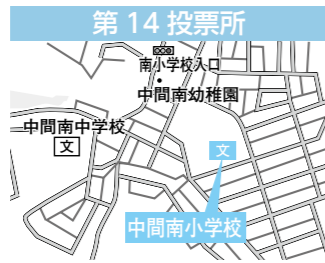 第 14 投票所
南小学校入口
中間南幼稚園
中間南中学校
文
文
中間南小学校